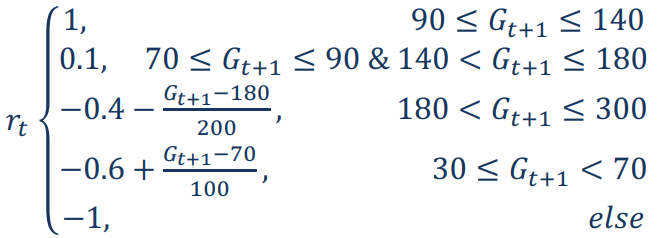 1, 90 ≤ G_{t+1} ≤ 140
0.1, 70 ≤ G_{t+1} ≤ 90 & 140 < G_{t+1} ≤ 180
r_t { −0.4 − \frac{G_{t+1}−180}{200}, 180 < G_{t+1} ≤ 300
−0.6 + \frac{G_{t+1}−70}{100}, 30 ≤ G_{t+1} < 70
−1, else